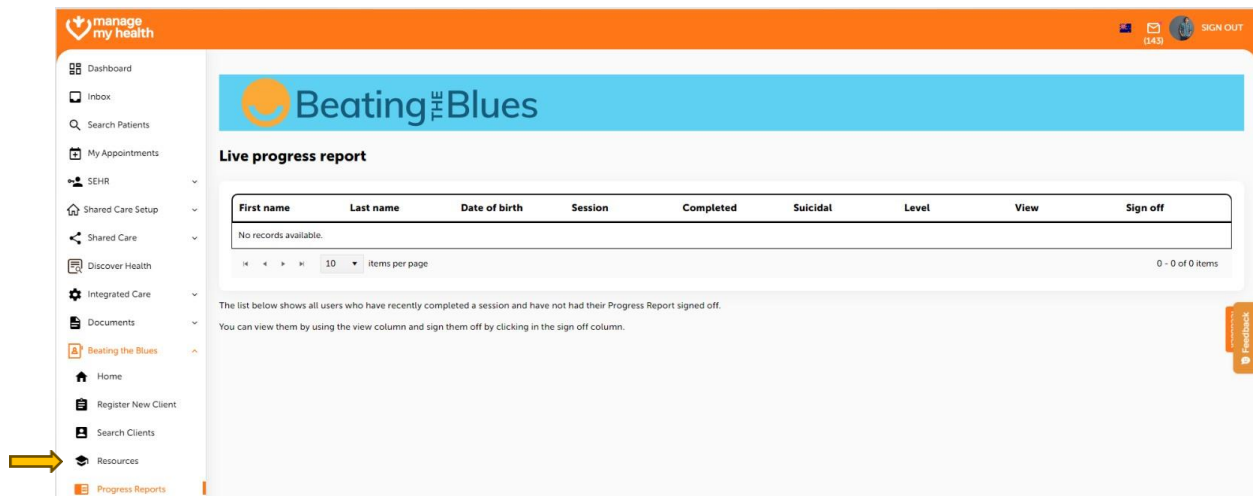 manage
my health
(143)
SIGN OUT
Dashboard
Inbox
Search Patients
My Appointments
SEHR
Shared Care Setup
Shared Care
Discover Health
Integrated Care
Documents
Beating the Blues
Home
Register New Client
Search Clients
Resources
Progress Reports
Beating THE Blues
Live progress report
First name Last name Date of birth Session Completed Suicidal Level View Sign off
No records available.
10 items per page 0 - 0 of 0 items
The list below shows all users who have recently completed a session and have not had their Progress Report signed off.
You can view them by using the view column and sign them off by clicking in the sign off column.
Feedback